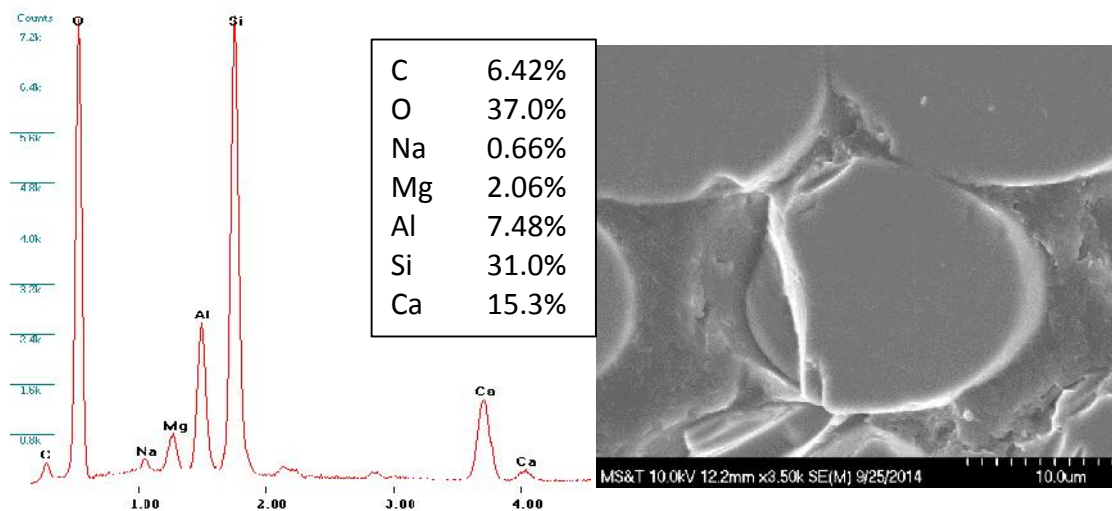 Counts
7.2k
6.4k
5.6k
4.8k
4.0k
3.2k
2.4k
1.6k
0.8k
C
O
Na
Mg
Al
Si
Ca
Ca
1.00
2.00
3.00
4.00
C 6.42%
O 37.0%
Na 0.66%
Mg 2.06%
Al 7.48%
Si 31.0%
Ca 15.3%
MS&T 10.0kV 12.2mm x3.50k SE(M) 9/25/2014
10.0um